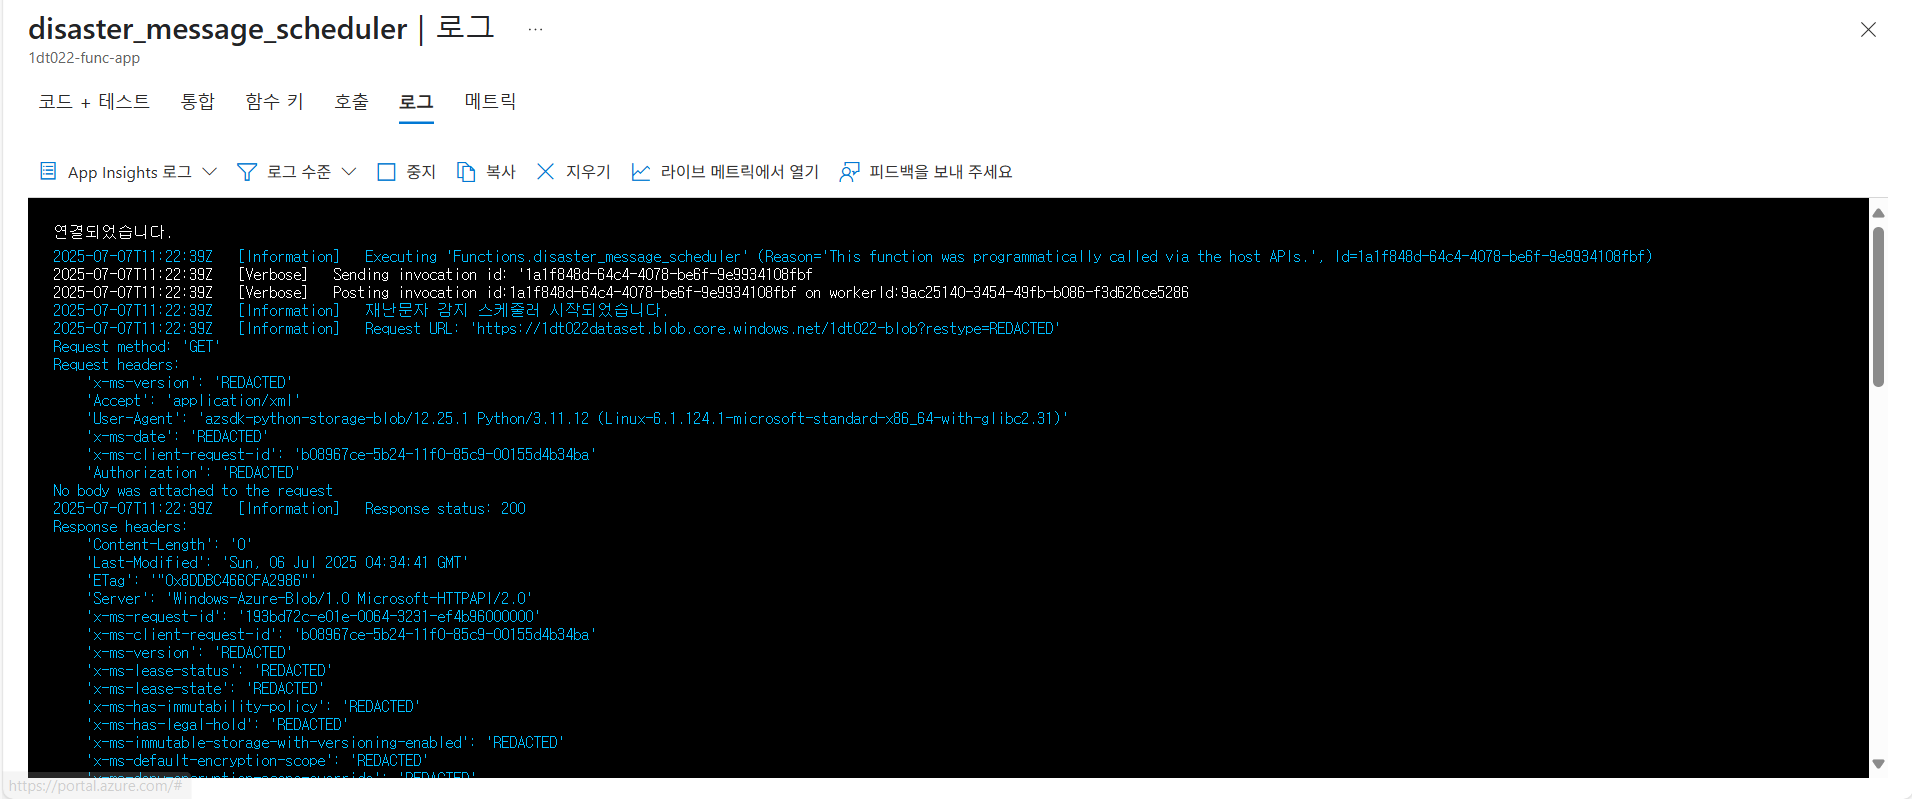 disaster_message_scheduler | 로그 ...
1dt022-func-app
코드 + 테스트 통합 함수 키 호출 로그 메트릭
App Insights 로그 로그 수준 중지 복사 지우기 라이브 메트릭에서 열기 피드백을 보내 주세요
연결되었습니다.
2025-07-07T11:22:39Z [Information] Executing 'Functions.disaster_message_scheduler' (Reason='This function was programmatically called via the host APIs.', Id=1a1f848d-64c4-4078-be6f-9e9934108fbf)
2025-07-07T11:22:39Z [Verbose] Sending invocation id: '1a1f848d-64c4-4078-be6f-9e9934108fbf
2025-07-07T11:22:39Z [Verbose] Posting invocation id:1a1f848d-64c4-4078-be6f-9e9934108fbf on workerId:9ac25140-3454-49fb-b086-f3d626ce5286
2025-07-07T11:22:39Z [Information] 재난문자 감지 스케줄러 시작되었습니다.
2025-07-07T11:22:39Z [Information] Request URL: 'https://1dt022dataset.blob.core.windows.net/1dt022-blob?restype=REDACTED'
Request method: 'GET'
Request headers:
'x-ms-version': 'REDACTED'
'Accept': 'application/xml'
'User-Agent': 'azsdk-python-storage-blob/12.25.1 Python/3.11.12 (Linux-6.1.124.1-microsoft-standard-x86_64-with-glibc2.31)'
'x-ms-date': 'REDACTED'
'x-ms-client-request-id': 'b08967ce-5b24-11f0-85c9-00155d4b34ba'
'Authorization': 'REDACTED'
No body was attached to the request
2025-07-07T11:22:39Z [Information] Response status: 200
Response headers:
'Content-Length': '0'
'Last-Modified': 'Sun, 06 Jul 2025 04:34:41 GMT'
'ETag': '"0x8DDBC466CFA2986"'
'Server': 'Windows-Azure-Blob/1.0 Microsoft-HTTPAPI/2.0'
'x-ms-request-id': '193bd72c-e01e-0064-3231-ef4b96000000'
'x-ms-client-request-id': 'b08967ce-5b24-11f0-85c9-00155d4b34ba'
'x-ms-version': 'REDACTED'
'x-ms-lease-status': 'REDACTED'
'x-ms-lease-state': 'REDACTED'
'x-ms-has-immutability-policy': 'REDACTED'
'x-ms-has-legal-hold': 'REDACTED'
'x-ms-immutable-storage-with-versioning-enabled': 'REDACTED'
'x-ms-default-encryption-scope': 'REDACTED'
'x-ms-deny-encryption-scope-override': 'REDACTED'
https://portal.azure.com/#